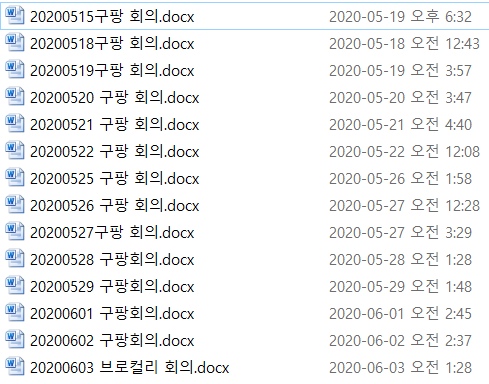 20200515구팡 회의.docx 2020-05-19 오후 6:32
20200518구팡 회의.docx 2020-05-18 오전 12:43
20200519구팡 회의.docx 2020-05-19 오전 3:57
20200520 구팡 회의.docx 2020-05-20 오전 3:47
20200521 구팡 회의.docx 2020-05-21 오전 4:40
20200522 구팡 회의.docx 2020-05-22 오전 12:08
20200525 구팡 회의.docx 2020-05-26 오전 1:58
20200526 구팡 회의.docx 2020-05-27 오전 12:28
20200527구팡 회의.docx 2020-05-27 오전 3:29
20200528 구팡회의.docx 2020-05-28 오전 1:28
20200529 구팡회의.docx 2020-05-29 오전 1:48
20200601 구팡회의.docx 2020-06-01 오전 2:45
20200602 구팡회의.docx 2020-06-02 오전 2:37
20200603 브로컬리 회의.docx 2020-06-03 오전 1:28